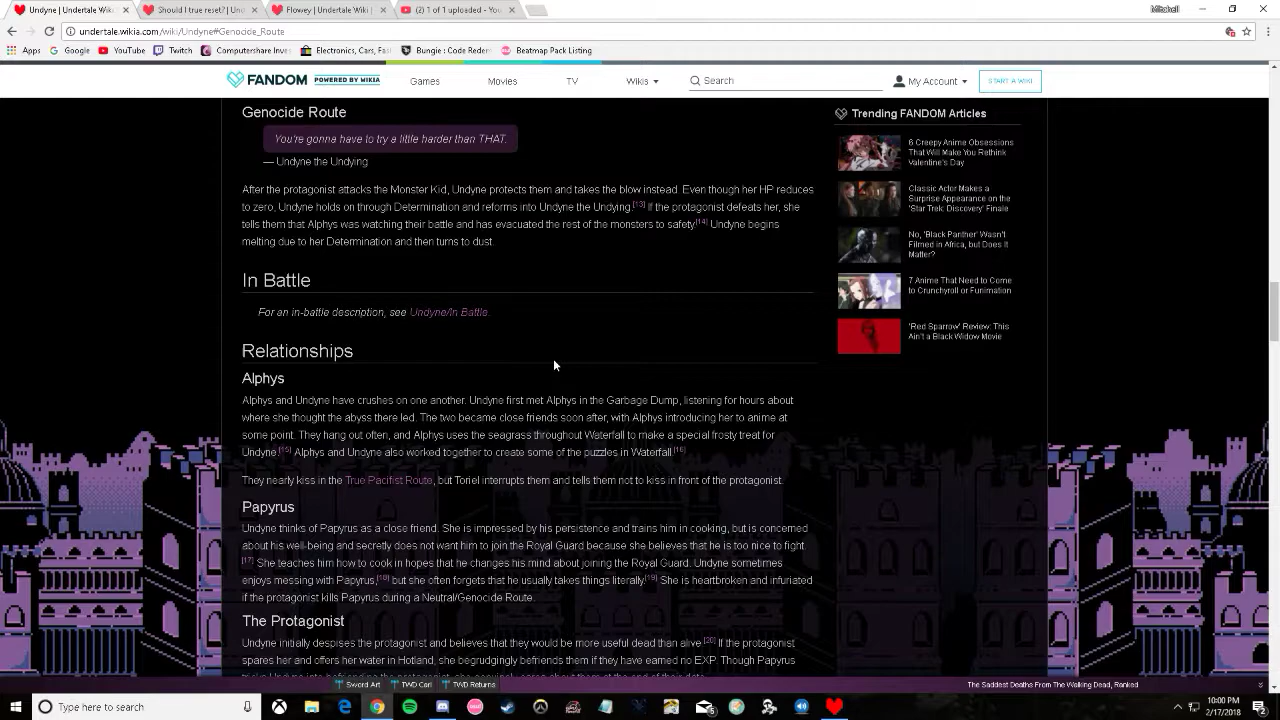 Undyne | Undertale Wiki
Should I true reset? | Und
Flowey | Undertale Wiki |
(2) 1 of 1 uploaded - You
Mitchell
undertale.wikia.com/wiki/Undyne#Genocide_Route
Apps
Google
YouTube
Twitch
Computershare Inves
Electronics, Cars, Fash
Bungie : Code Redem
Beatmap Pack Listing
FANDOM POWERED BY WIKIA
Games
Movies
TV
Wikis
Search
My Account
START A WIKI
Genocide Route
You're gonna have to try a little harder than THAT.
— Undyne the Undying
After the protagonist attacks the Monster Kid, Undyne protects them and takes the blow instead. Even though her HP reduces
to zero, Undyne holds on through Determination and reforms into Undyne the Undying.[13] If the protagonist defeats her, she
tells them that Alphys was watching their battle and has evacuated the rest of the monsters to safety.[14] Undyne begins
melting due to her Determination and then turns to dust.
In Battle
For an in-battle description, see Undyne/In Battle.
Relationships
Alphys
Alphys and Undyne have crushes on one another. Undyne first met Alphys in the Garbage Dump, listening for hours about
where she thought the abyss there led. The two became close friends soon after, with Alphys introducing her to anime at
some point. They hang out often, and Alphys uses the seagrass throughout Waterfall to make a special frosty treat for
Undyne.[15] Alphys and Undyne also worked together to create some of the puzzles in Waterfall.[16]
They nearly kiss in the True Pacifist Route, but Toriel interrupts them and tells them not to kiss in front of the protagonist.
Papyrus
Undyne thinks of Papyrus as a close friend. She is impressed by his persistence and trains him in cooking, but is concerned
about his well-being and secretly does not want him to join the Royal Guard because she believes that he is too nice to fight.
[17] She teaches him how to cook in hopes that he changes his mind about joining the Royal Guard. Undyne sometimes
enjoys messing with Papyrus,[18] but she often forgets that he usually takes things literally. She is heartbroken and infuriated
if the protagonist kills Papyrus during a Neutral/Genocide Route.
The Protagonist
Undyne initially despises the protagonist and believes that they would be more useful dead than alive.[20] If the protagonist
spares her and offers her water in Hotland, she begrudgingly befriends them if they have earned no EXP. Though Papyrus
Trending FANDOM Articles
6 Creepy Anime Obsessions
That Will Make You Rethink
Valentine's Day
Classic Actor Makes a
Surprise Appearance on the
'Star Trek: Discovery' Finale
No, 'Black Panther' Wasn't
Filmed in Africa, but Does It
Matter?
7 Anime That Need to Come
to Crunchyroll or Funimation
'Red Sparrow' Review: This
Ain't a Black Widow Movie
Sword Art
TWD Carl
TWD Returns
The Saddest Deaths From The Walking Dead, Ranked
Type here to search
10:00 PM
2/17/2018